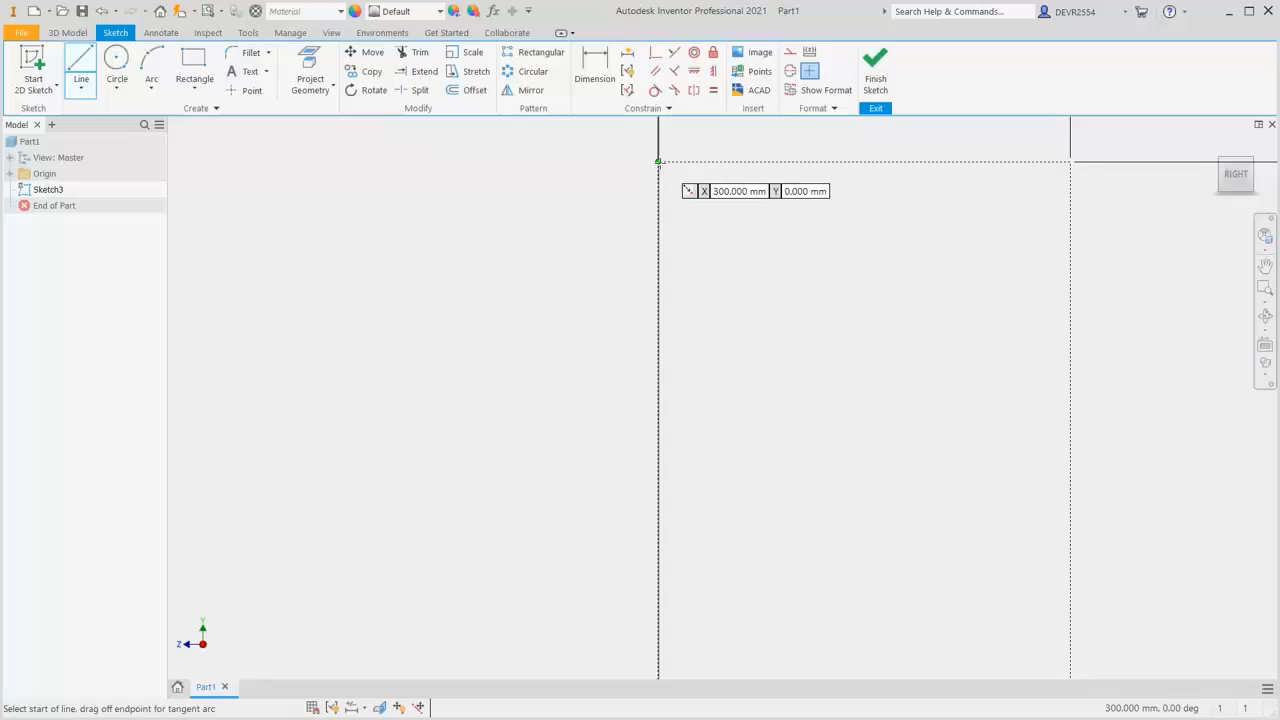 Material
Default
Autodesk Inventor Professional 2021   Part1
Search Help & Commands...
DEVR2554
File
3D Model
Sketch
Annotate
Inspect
Tools
Manage
View
Environments
Get Started
Collaborate
Start
2D Sketch
Line
Circle
Arc
Rectangle
Fillet
Text
Point
Project
Geometry
Move
Copy
Rotate
Trim
Extend
Split
Scale
Stretch
Offset
Rectangular
Circular
Mirror
Dimension
Image
Points
ACAD
Show Format
Finish
Sketch
Sketch
Create
Modify
Pattern
Constrain
Insert
Format
Exit
Model
Part1
View: Master
Origin
Sketch3
End of Part
X 300.000 mm Y 0.000 mm
RIGHT
Y
Z
Part1
Select start of line, drag off endpoint for tangent arc
300.000 mm, 0.00 deg 1 1